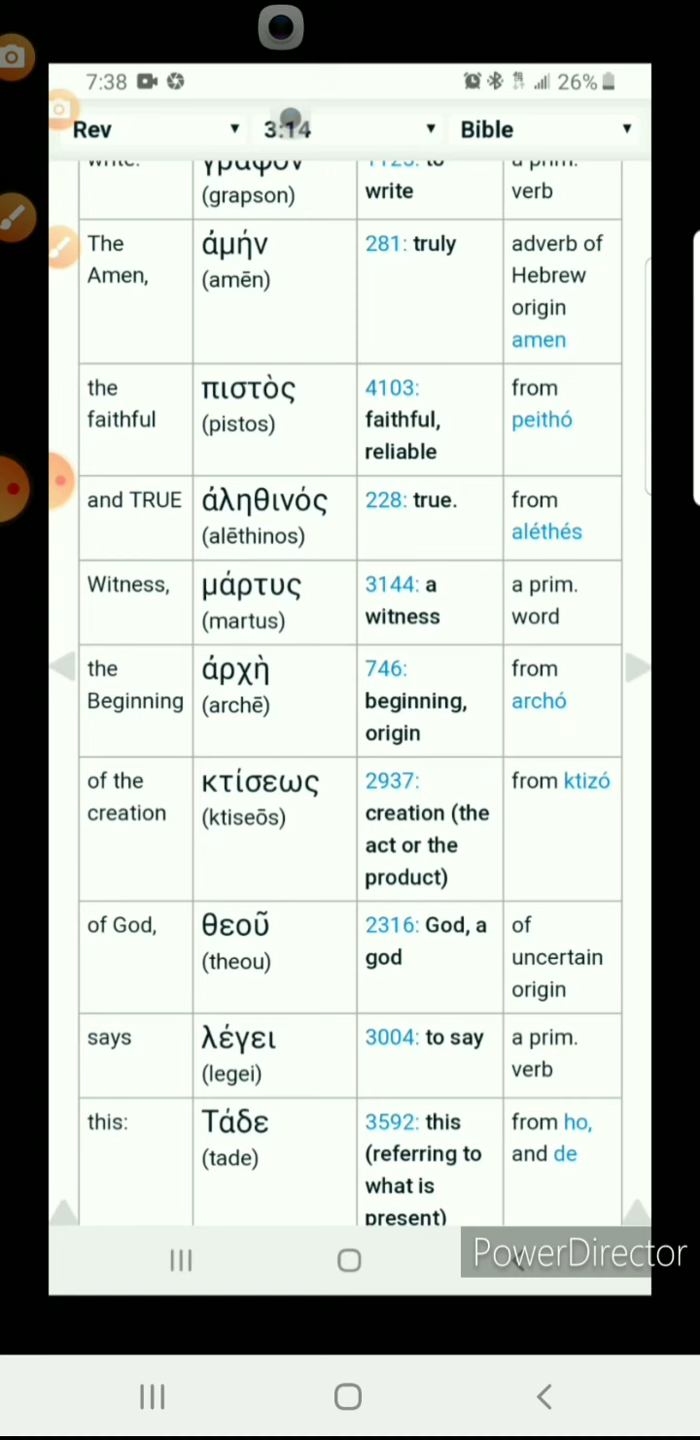 7:38 26%
Rev 3:14 Bible
write. γράψον 1125: to a prim.
(grapson) write verb
The ἀμήν 281: truly adverb of
Amen, (amēn) Hebrew
origin
amen
the πιστὸς 4103: from
faithful (pistos) faithful, peithó
reliable
and TRUE ἀληθινός 228: true. from
(alēthinos) aléthés
Witness, μάρτυς 3144: a a prim.
(martus) witness word
the ἀρχὴ 746: from
Beginning (archē) beginning, archó
origin
of the κτίσεως 2937: from ktizó
creation (ktiseōs) creation (the
act or the
product)
of God, θεοῦ 2316: God, a of
(theou) god uncertain
origin
says λέγει 3004: to say a prim.
(legei) verb
this: Τάδε 3592: this from ho,
(tade) (referring to and de
what is
present)
PowerDirector